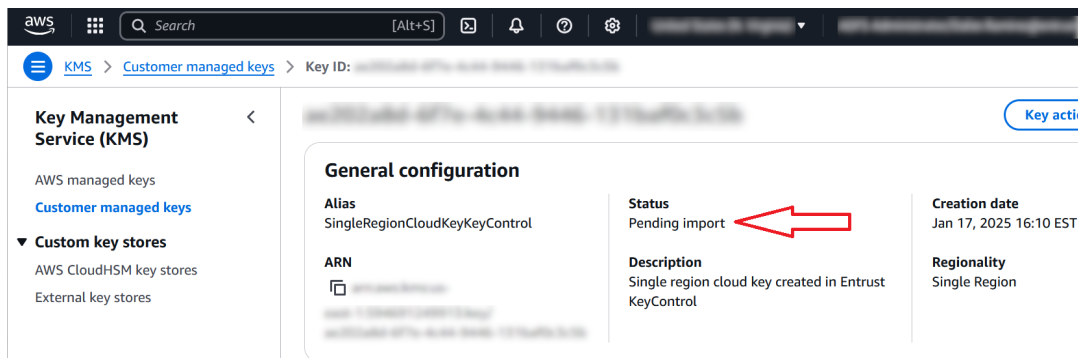 aws
Search [Alt+S]
KMS > Customer managed keys > Key ID:
Key Management
Service (KMS)
AWS managed keys
Customer managed keys
Custom key stores
AWS CloudHSM key stores
External key stores
Key acti
General configuration
Alias
SingleRegionCloudKeyKeyControl
ARN
Status
Pending import
Description
Single region cloud key created in Entrust
KeyControl
Creation date
Jan 17, 2025 16:10 EST
Regionality
Single Region